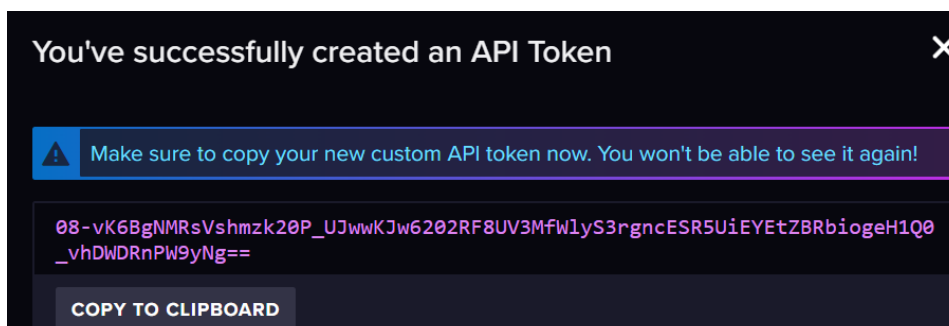 You've successfully created an API Token
Make sure to copy your new custom API token now. You won't be able to see it again!
08-vK6BgNMRsVshmzk20P_UJwwKJw6202RF8UV3MfWlyS3rgncESR5UiEYEtZBRbiogeH1Q0
_vhDWDRnPW9yNg==
COPY TO CLIPBOARD